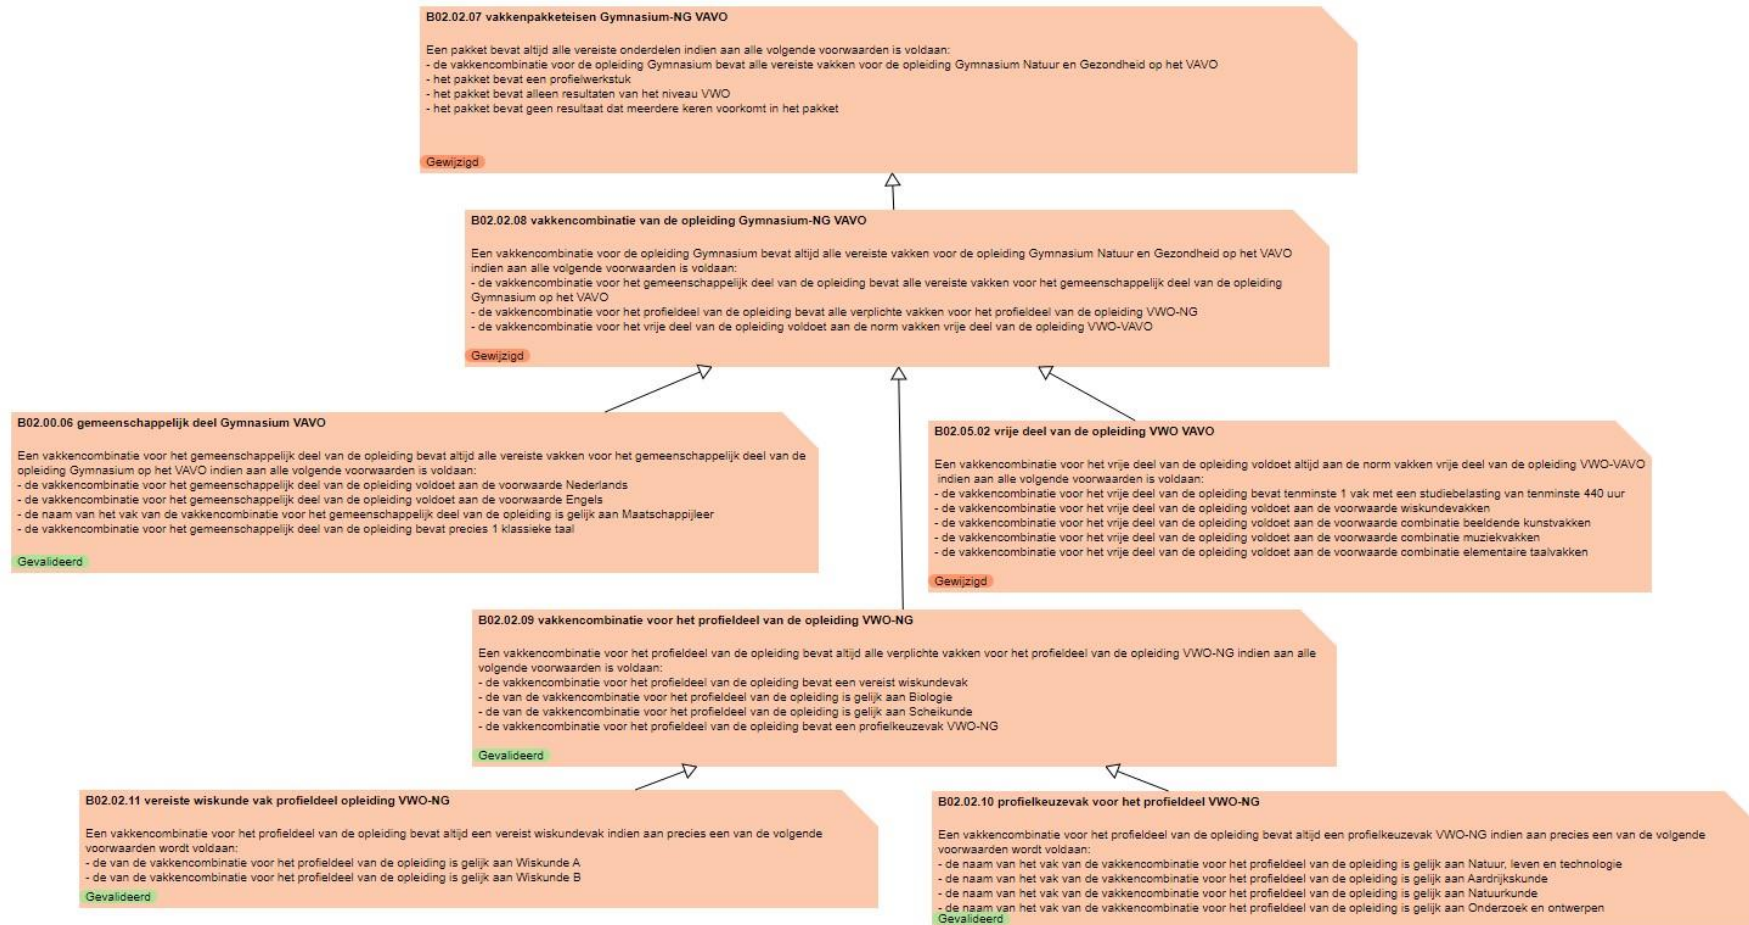 B02.02.07 vakkenpakketeisen Gymnasium-NG VAVO
Een pakket bevat altijd alle vereiste onderdelen indien aan alle volgende voorwaarden is voldaan:
- de vakkencombinatie voor de opleiding Gymnasium bevat alle vereiste vakken voor de opleiding Gymnasium Natuur en Gezondheid op het VAVO
- het pakket bevat een profielwerkstuk
- het pakket bevat alleen resultaten van het niveau VWO
- het pakket bevat geen resultaat dat meerdere keren voorkomt in het pakket
Gewijzigd
B02.02.08 vakkencombinatie van de opleiding Gymnasium-NG VAVO
Een vakkencombinatie voor de opleiding Gymnasium bevat altijd alle vereiste vakken voor de opleiding Gymnasium Natuur en Gezondheid op het VAVO
indien aan alle volgende voorwaarden is voldaan:
- de vakkencombinatie voor het gemeenschappelijk deel van de opleiding bevat alle vereiste vakken voor het gemeenschappelijk deel van de opleiding
Gymnasium op het VAVO
- de vakkencombinatie voor het profieldeel van de opleiding bevat alle verplichte vakken voor het profieldeel van de opleiding VWO-NG
- de vakkencombinatie voor het vrije deel van de opleiding voldoet aan de norm vakken vrije deel van de opleiding VWO-VAVO
Gewijzigd
B02.00.06 gemeenschappelijk deel Gymnasium VAVO
Een vakkencombinatie voor het gemeenschappelijk deel van de opleiding bevat altijd alle vereiste vakken voor het gemeenschappelijk deel van de
opleiding Gymnasium op het VAVO indien aan alle volgende voorwaarden is voldaan:
- de vakkencombinatie voor het gemeenschappelijk deel van de opleiding voldoet aan de voorwaarde Nederlands
- de vakkencombinatie voor het gemeenschappelijk deel van de opleiding voldoet aan de voorwaarde Engels
- de naam van het vak van de vakkencombinatie voor het gemeenschappelijk deel van de opleiding is gelijk aan Maatschappijleer
- de vakkencombinatie voor het gemeenschappelijk deel van de opleiding bevat precies 1 klassieke taal
Gevalideerd
B02.05.02 vrije deel van de opleiding VWO VAVO
Een vakkencombinatie voor het vrije deel van de opleiding voldoet altijd aan de norm vakken vrije deel van de opleiding VWO-VAVO
indien aan alle volgende voorwaarden is voldaan:
- de vakkencombinatie voor het vrije deel van de opleiding bevat tenminste 1 vak met een studiebelasting van tenminste 440 uur
- de vakkencombinatie voor het vrije deel van de opleiding voldoet aan de voorwaarde wiskundevakken
- de vakkencombinatie voor het vrije deel van de opleiding voldoet aan de voorwaarde combinatie beeldende kunstvakken
- de vakkencombinatie voor het vrije deel van de opleiding voldoet aan de voorwaarde combinatie muziekvakken
- de vakkencombinatie voor het vrije deel van de opleiding voldoet aan de voorwaarde combinatie elementaire taalvakken
Gewijzigd
B02.02.09 vakkencombinatie voor het profieldeel van de opleiding VWO-NG
Een vakkencombinatie voor het profieldeel van de opleiding bevat altijd alle verplichte vakken voor het profieldeel van de opleiding VWO-NG indien aan alle
volgende voorwaarden is voldaan:
- de vakkencombinatie voor het profieldeel van de opleiding bevat een vereist wiskundevak
- de van de vakkencombinatie voor het profieldeel van de opleiding is gelijk aan Biologie
- de van de vakkencombinatie voor het profieldeel van de opleiding is gelijk aan Scheikunde
- de vakkencombinatie voor het profieldeel van de opleiding bevat een profielkeuzevak VWO-NG
Gevalideerd
B02.02.11 vereiste wiskunde vak profieldeel opleiding VWO-NG
Een vakkencombinatie voor het profieldeel van de opleiding bevat altijd een vereist wiskundevak indien aan precies een van de volgende
voorwaarden wordt voldaan:
- de van de vakkencombinatie voor het profieldeel van de opleiding is gelijk aan Wiskunde A
- de van de vakkencombinatie voor het profieldeel van de opleiding is gelijk aan Wiskunde B
Gevalideerd
B02.02.10 profielkeuzevak voor het profieldeel VWO-NG
Een vakkencombinatie voor het profieldeel van de opleiding bevat altijd een profielkeuzevak VWO-NG indien aan precies een van de volgende
voorwaarden wordt voldaan:
- de naam van het vak van de vakkencombinatie voor het profieldeel van de opleiding is gelijk aan Natuur, leven en technologie
- de naam van het vak van de vakkencombinatie voor het profieldeel van de opleiding is gelijk aan Aardrijkskunde
- de naam van het vak van de vakkencombinatie voor het profieldeel van de opleiding is gelijk aan Natuurkunde
- de naam van het vak van de vakkencombinatie voor het profieldeel van de opleiding is gelijk aan Onderzoek en ontwerpen
Gevalideerd